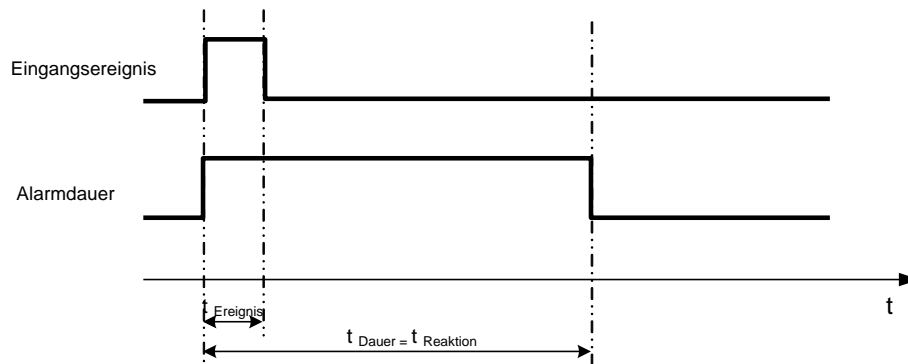 Eingangsereignis
Alarmdauer
t
t Ereignis
t Dauer = t Reaktion